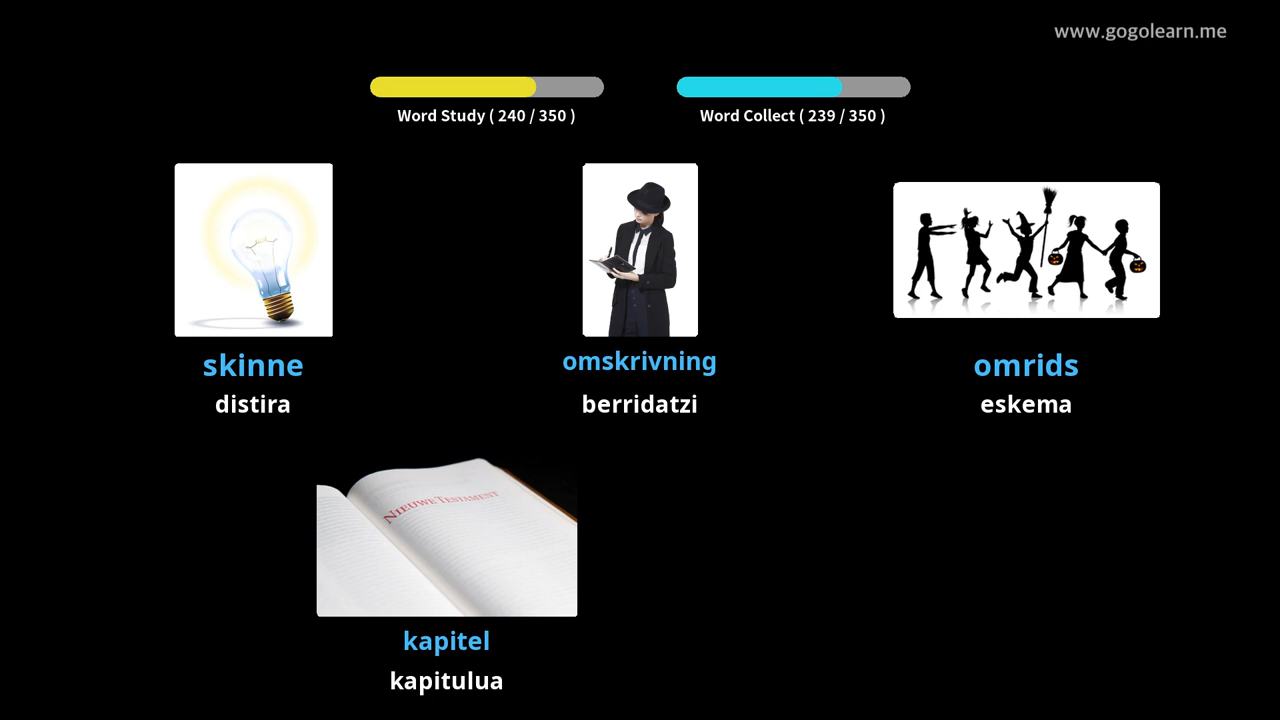 www.gogolearn.me
Word Study ( 240 / 350 )
Word Collect ( 239 / 350 )
skinne
distira
omskrivning
berridatzi
omrids
eskema
NIEUWE TESTAMENT
kapitel
kapitulua